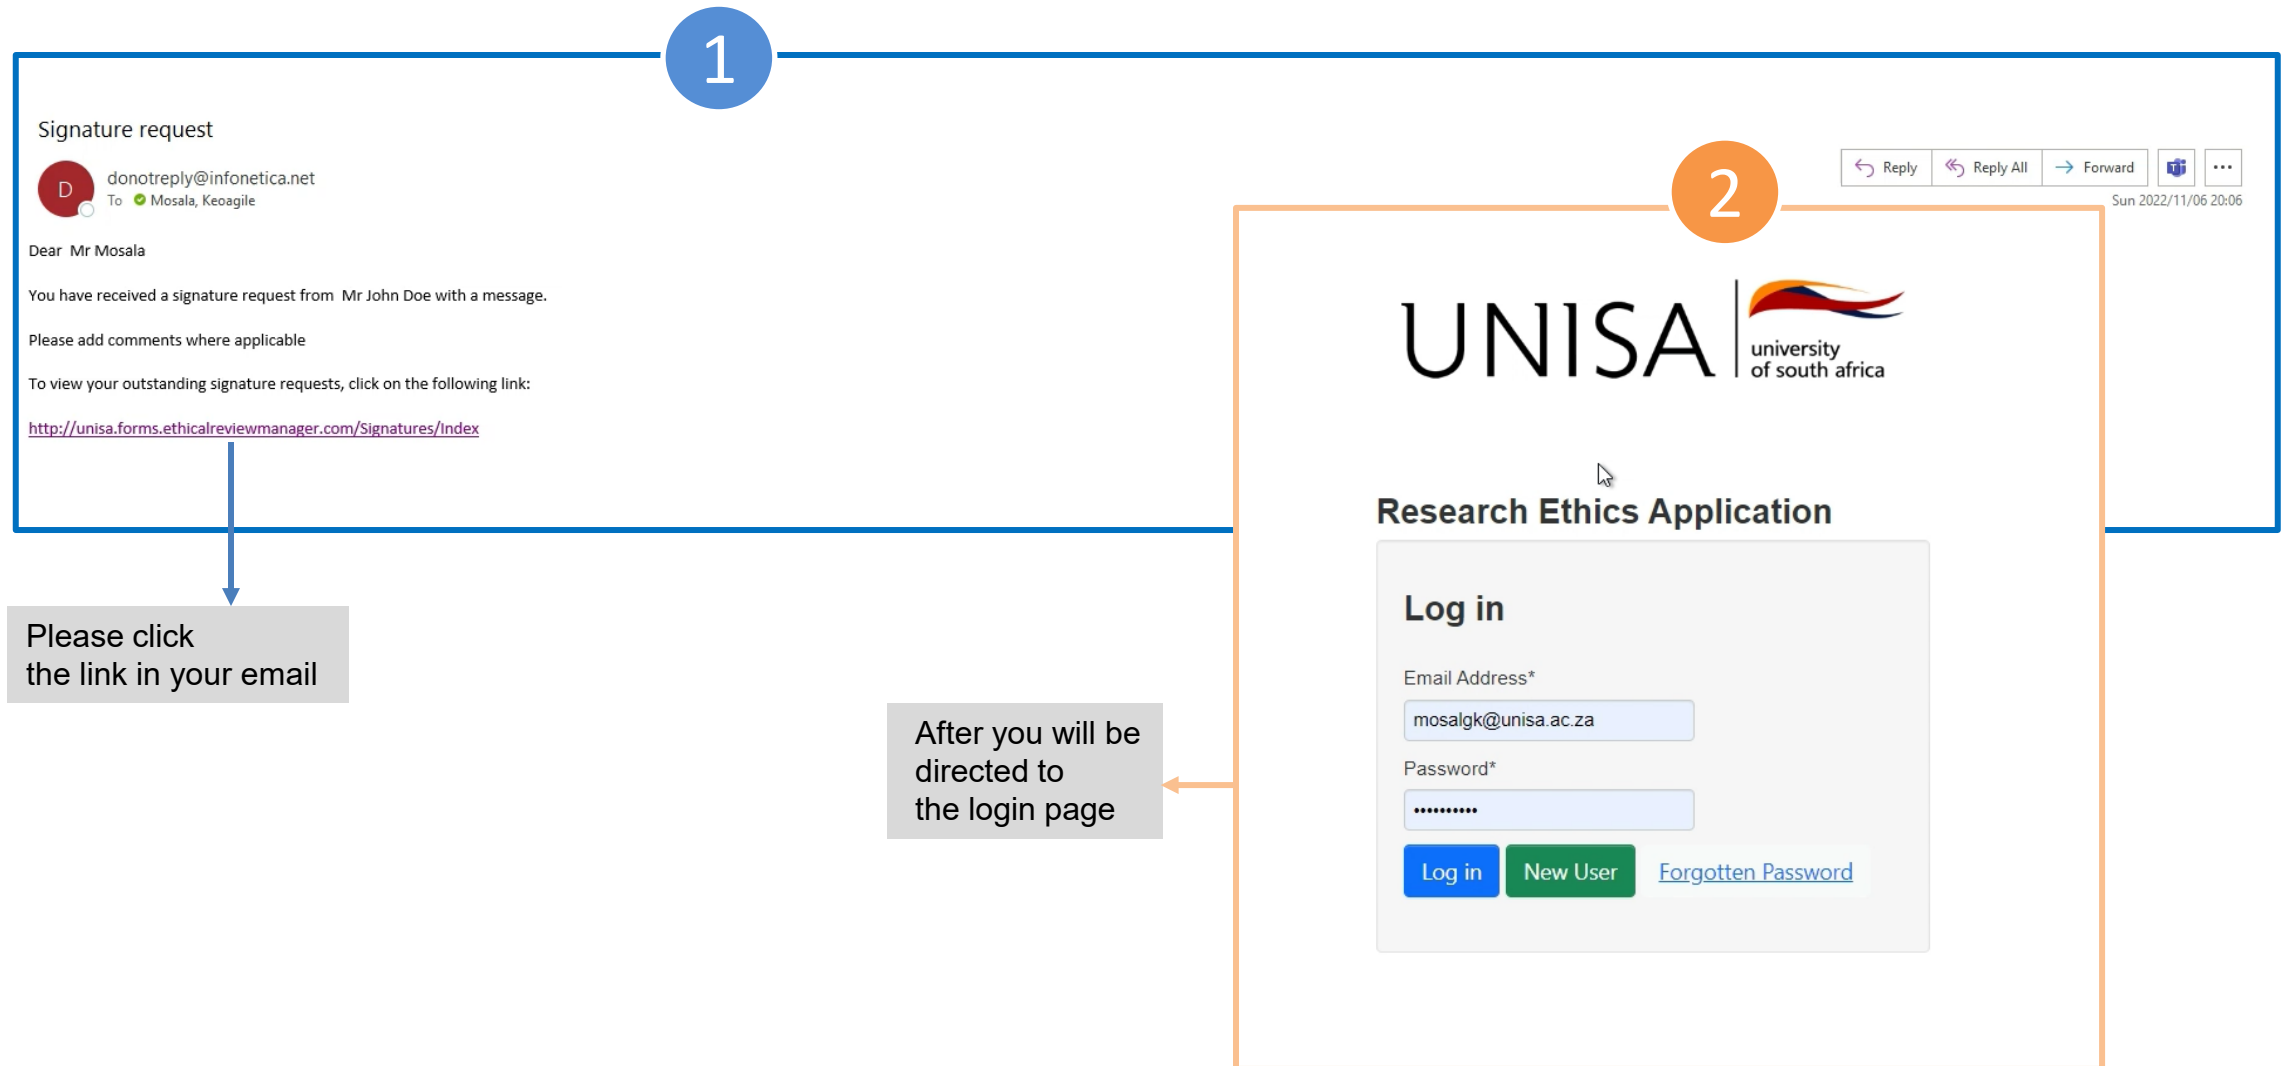 1
Signature request
D
donotreply@infonetica.net
To Mosala, Keoagile
Reply
Reply All
Forward
Sun 2022/11/06 20:06
Dear Mr Mosala
You have received a signature request from Mr John Doe with a message.
Please add comments where applicable
To view your outstanding signature requests, click on the following link:
http://unisa.forms.ethicalreviewmanager.com/Signatures/Index
Please click
the link in your email
2
UNISA
university
of south africa
Research Ethics Application
Log in
Email Address*
mosalgk@unisa.ac.za
Password*
••••••••••
Log in
New User
Forgotten Password
After you will be
directed to
the login page